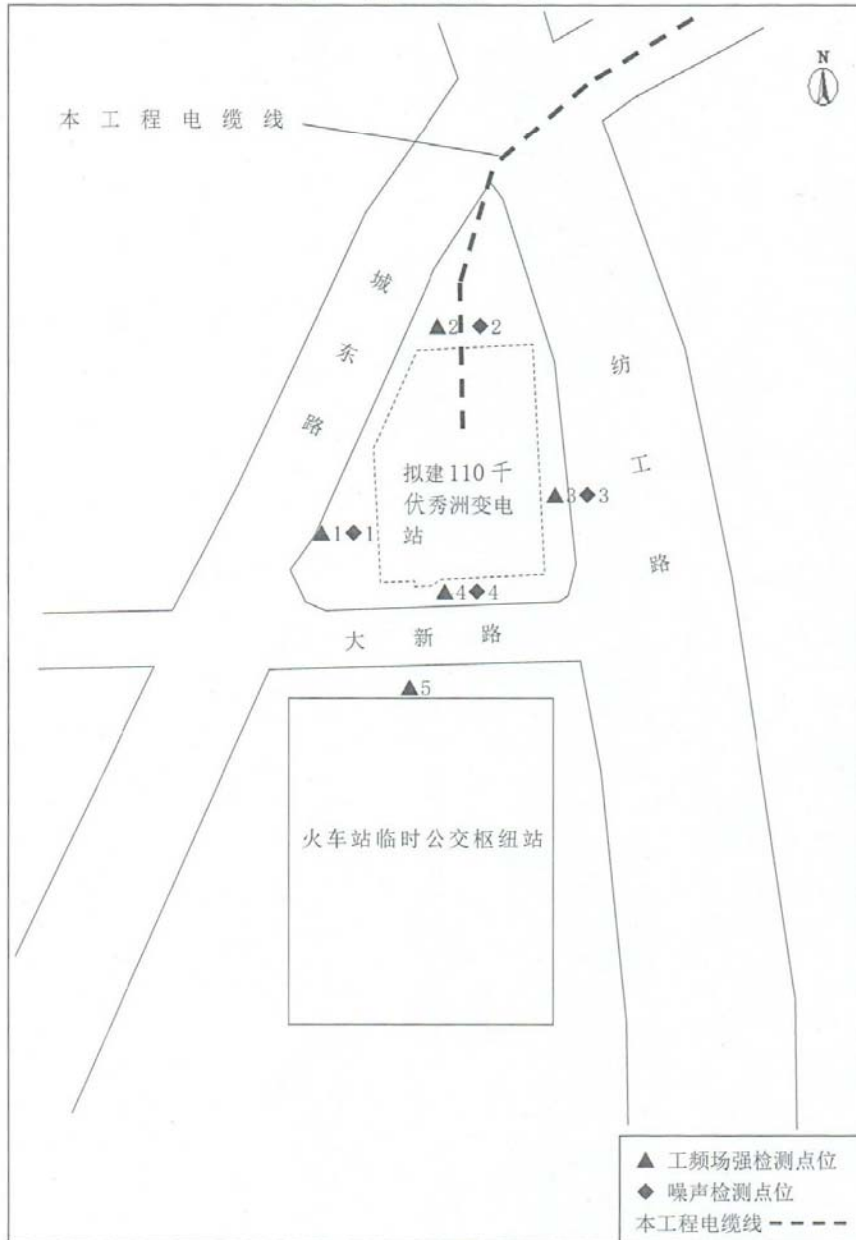 N
本工程电缆线
城东路
2 2
纺工路
拟建110千
伏秀洲变电
站
3 3
1 1
4 4
大新路
5
火车站临时公交枢纽站
工频场强检测点位
噪声检测点位
本工程电缆线